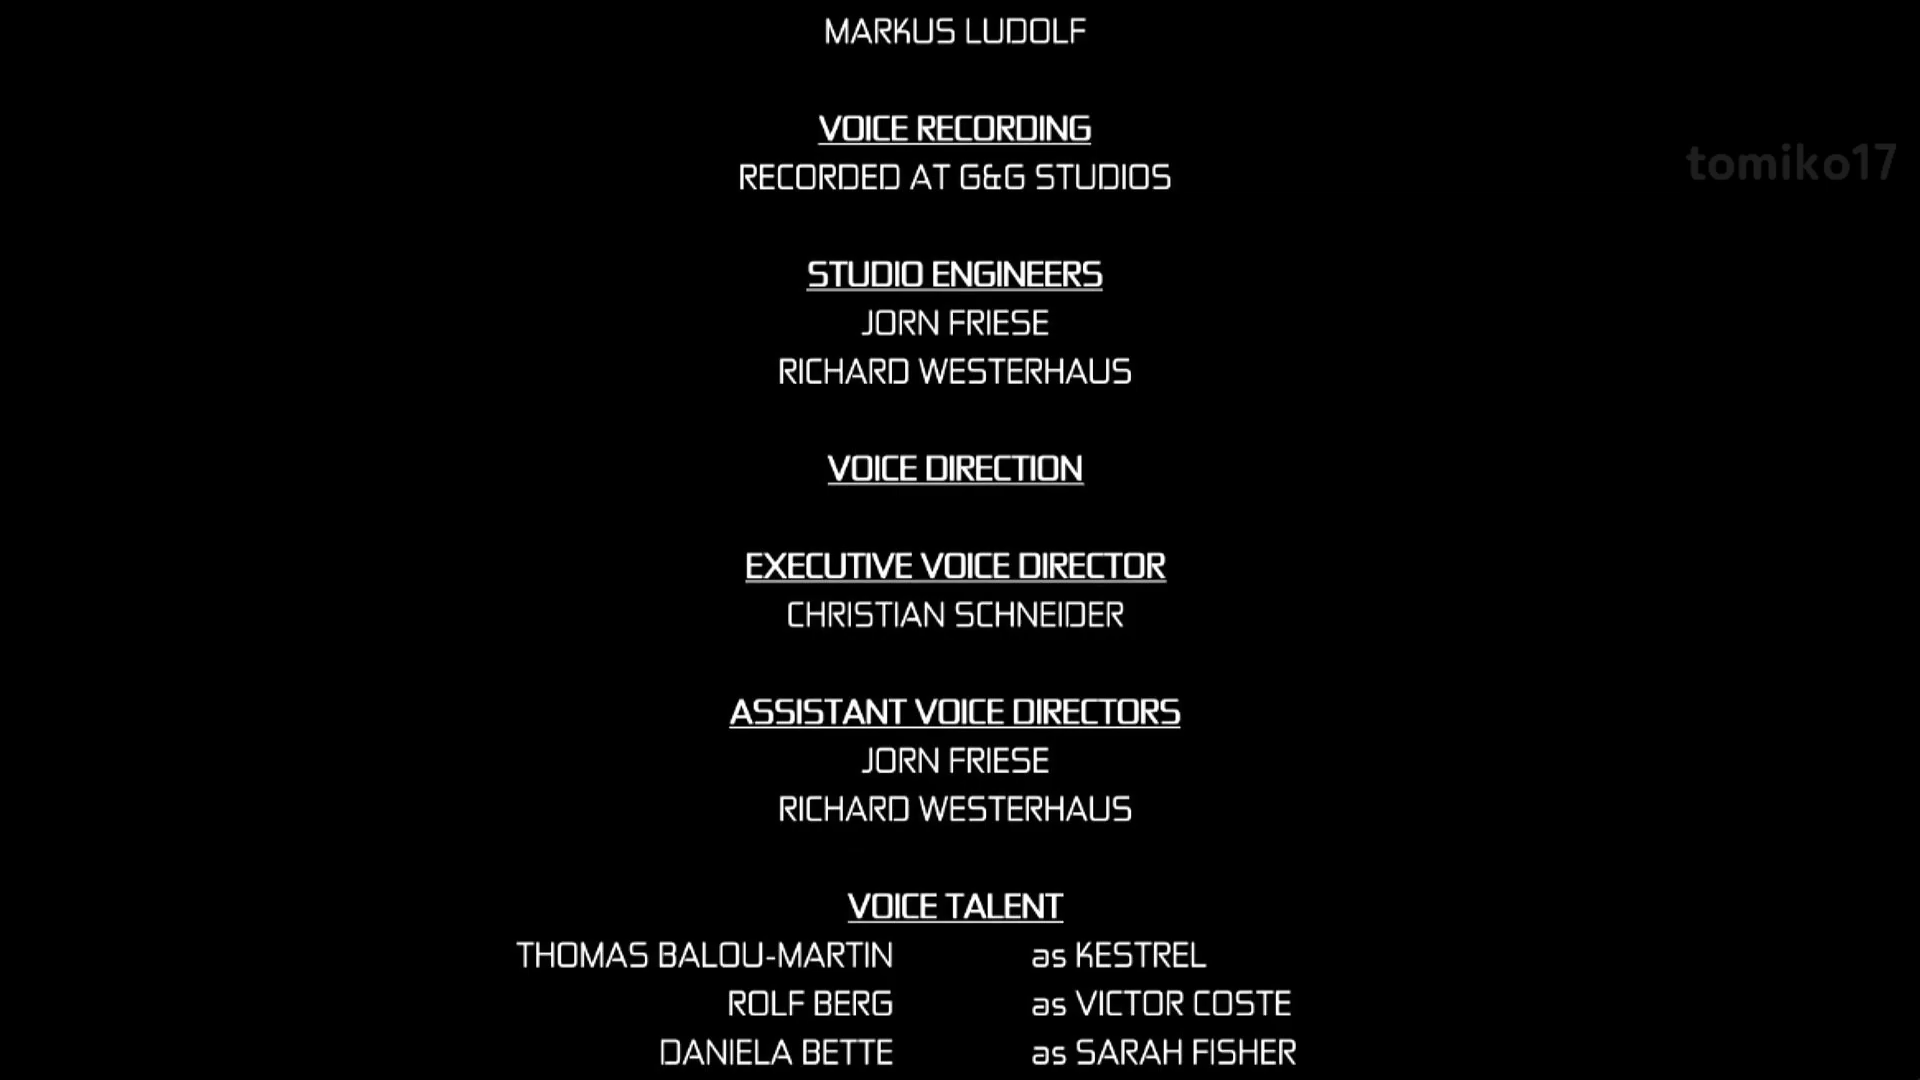 MARKUS LUDOLF
VOICE RECORDING
RECORDED AT G&G STUDIOS
tomiko17
STUDIO ENGINEERS
JORN FRIESE
RICHARD WESTERHAUS
VOICE DIRECTION
EXECUTIVE VOICE DIRECTOR
CHRISTIAN SCHNEIDER
ASSISTANT VOICE DIRECTORS
JORN FRIESE
RICHARD WESTERHAUS
VOICE TALENT
THOMAS BALOU-MARTIN as KESTREL
ROLF BERG as VICTOR COSTE
DANIELA BETTE as SARAH FISHER